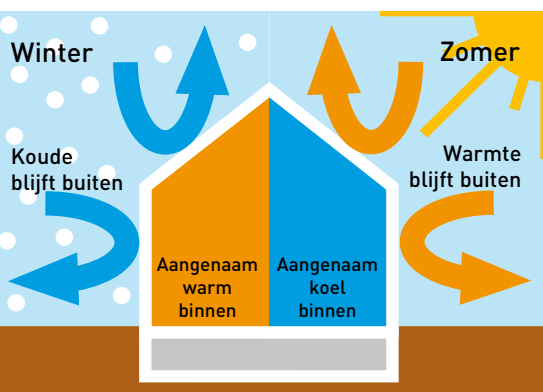 Winter
Zomer
Koude
blijft buiten
Warmte
blijft buiten
Aangenaam
warm
binnen
Aangenaam
koel
binnen